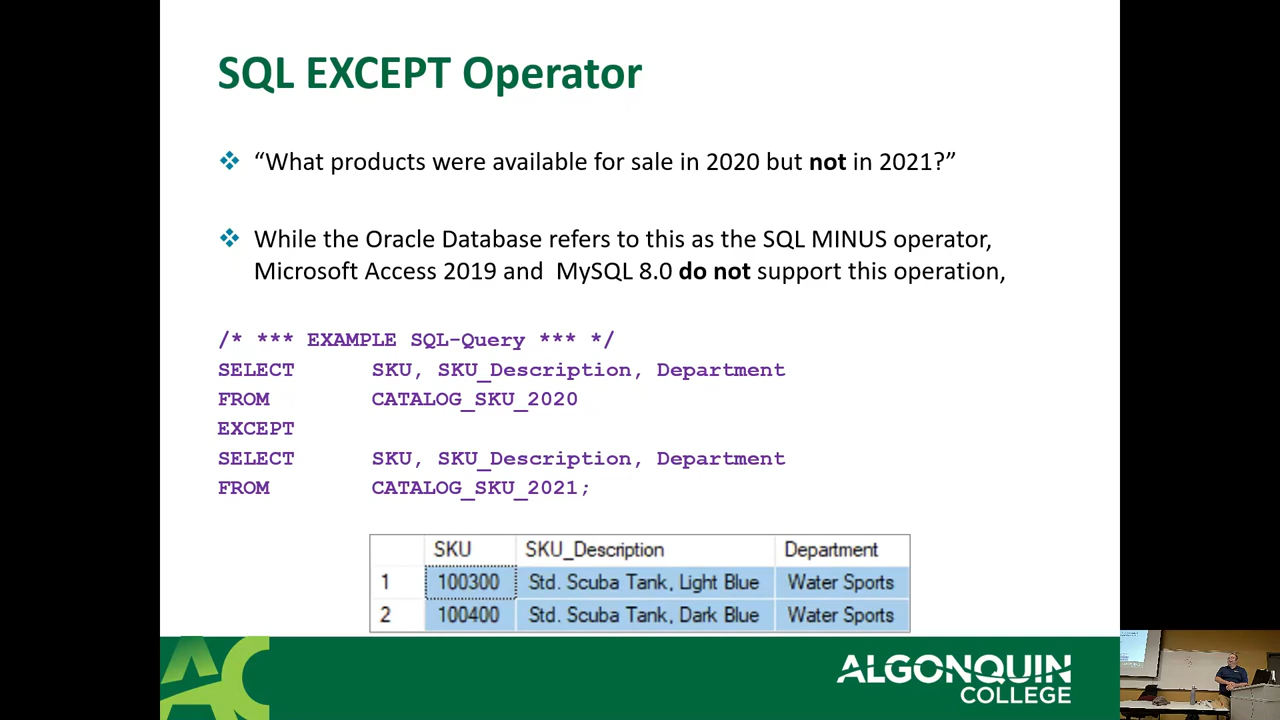 SQL EXCEPT Operator
“What products were available for sale in 2020 but not in 2021?”
While the Oracle Database refers to this as the SQL MINUS operator,
Microsoft Access 2019 and MySQL 8.0 do not support this operation,
/* *** EXAMPLE SQL-Query *** */
SELECT SKU, SKU_Description, Department
FROM CATALOG_SKU_2020
EXCEPT
SELECT SKU, SKU_Description, Department
FROM CATALOG_SKU_2021;
SKU SKU_Description Department
1 100300 Std. Scuba Tank, Light Blue Water Sports
2 100400 Std. Scuba Tank, Dark Blue Water Sports
AC
ALGONQUIN
COLLEGE